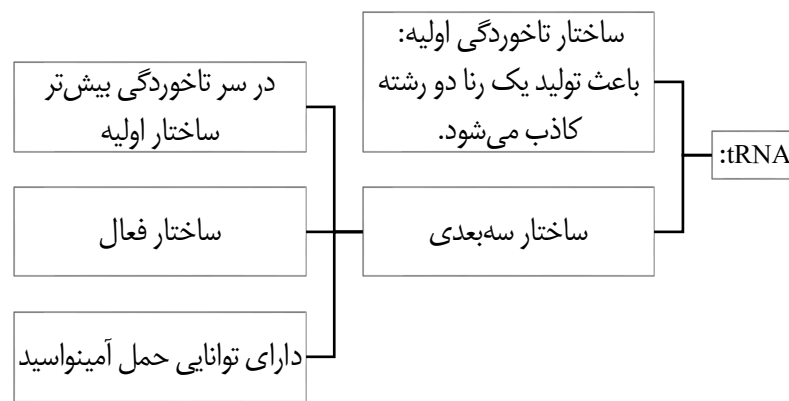 tRNA:
ساختار تاخوردگی اولیه:
باعث تولید یک رنا دو رشته
کاذب می‌شود.
ساختار سه‌بعدی
در سر تاخوردگی بیش‌تر
ساختار اولیه
ساختار فعال
دارای توانایی حمل آمینواسید